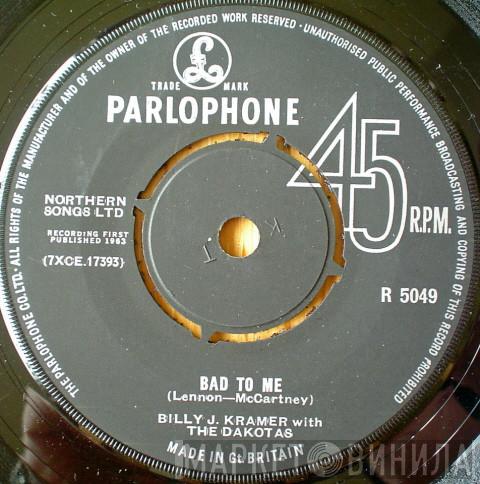 THE PARLOPHONE CO.LTD. · ALL RIGHTS OF THE MANUFACTURER AND OF THE OWNER OF THE RECORDED WORK RESERVED · UNAUTHORISED PUBLIC PERFORMANCE BROADCASTING AND COPYING OF THIS RECORD PROHIBITED
£
TRADE MARK
PARLOPHONE
45
R.P.M.
NORTHERN
SONGS LTD
RECORDING FIRST
PUBLISHED 1963
(7XCE.17393)
K
T
R 5049
BAD TO ME
(Lennon—McCartney)
BILLY J. KRAMER with
THE DAKOTAS
MADE IN GT. BRITAIN
МАРКЕТ ВИНИЛА